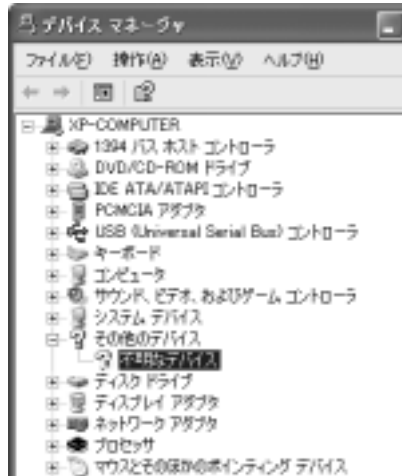 デバイス マネージャ
ファイル(F) 操作(A) 表示(V) ヘルプ(H)
XP-COMPUTER
1394 バス ホスト コントローラ
DVD/CD-ROM ドライブ
IDE ATA/ATAPI コントローラ
PCMCIA アダプタ
USB (Universal Serial Bus) コントローラ
キーボード
コンピュータ
サウンド、ビデオ、およびゲーム コントローラ
システム デバイス
その他のデバイス
不明なデバイス
ディスク ドライブ
ディスプレイ アダプタ
ネットワーク アダプタ
プロセッサ
マウスとそのほかのポインティング デバイス